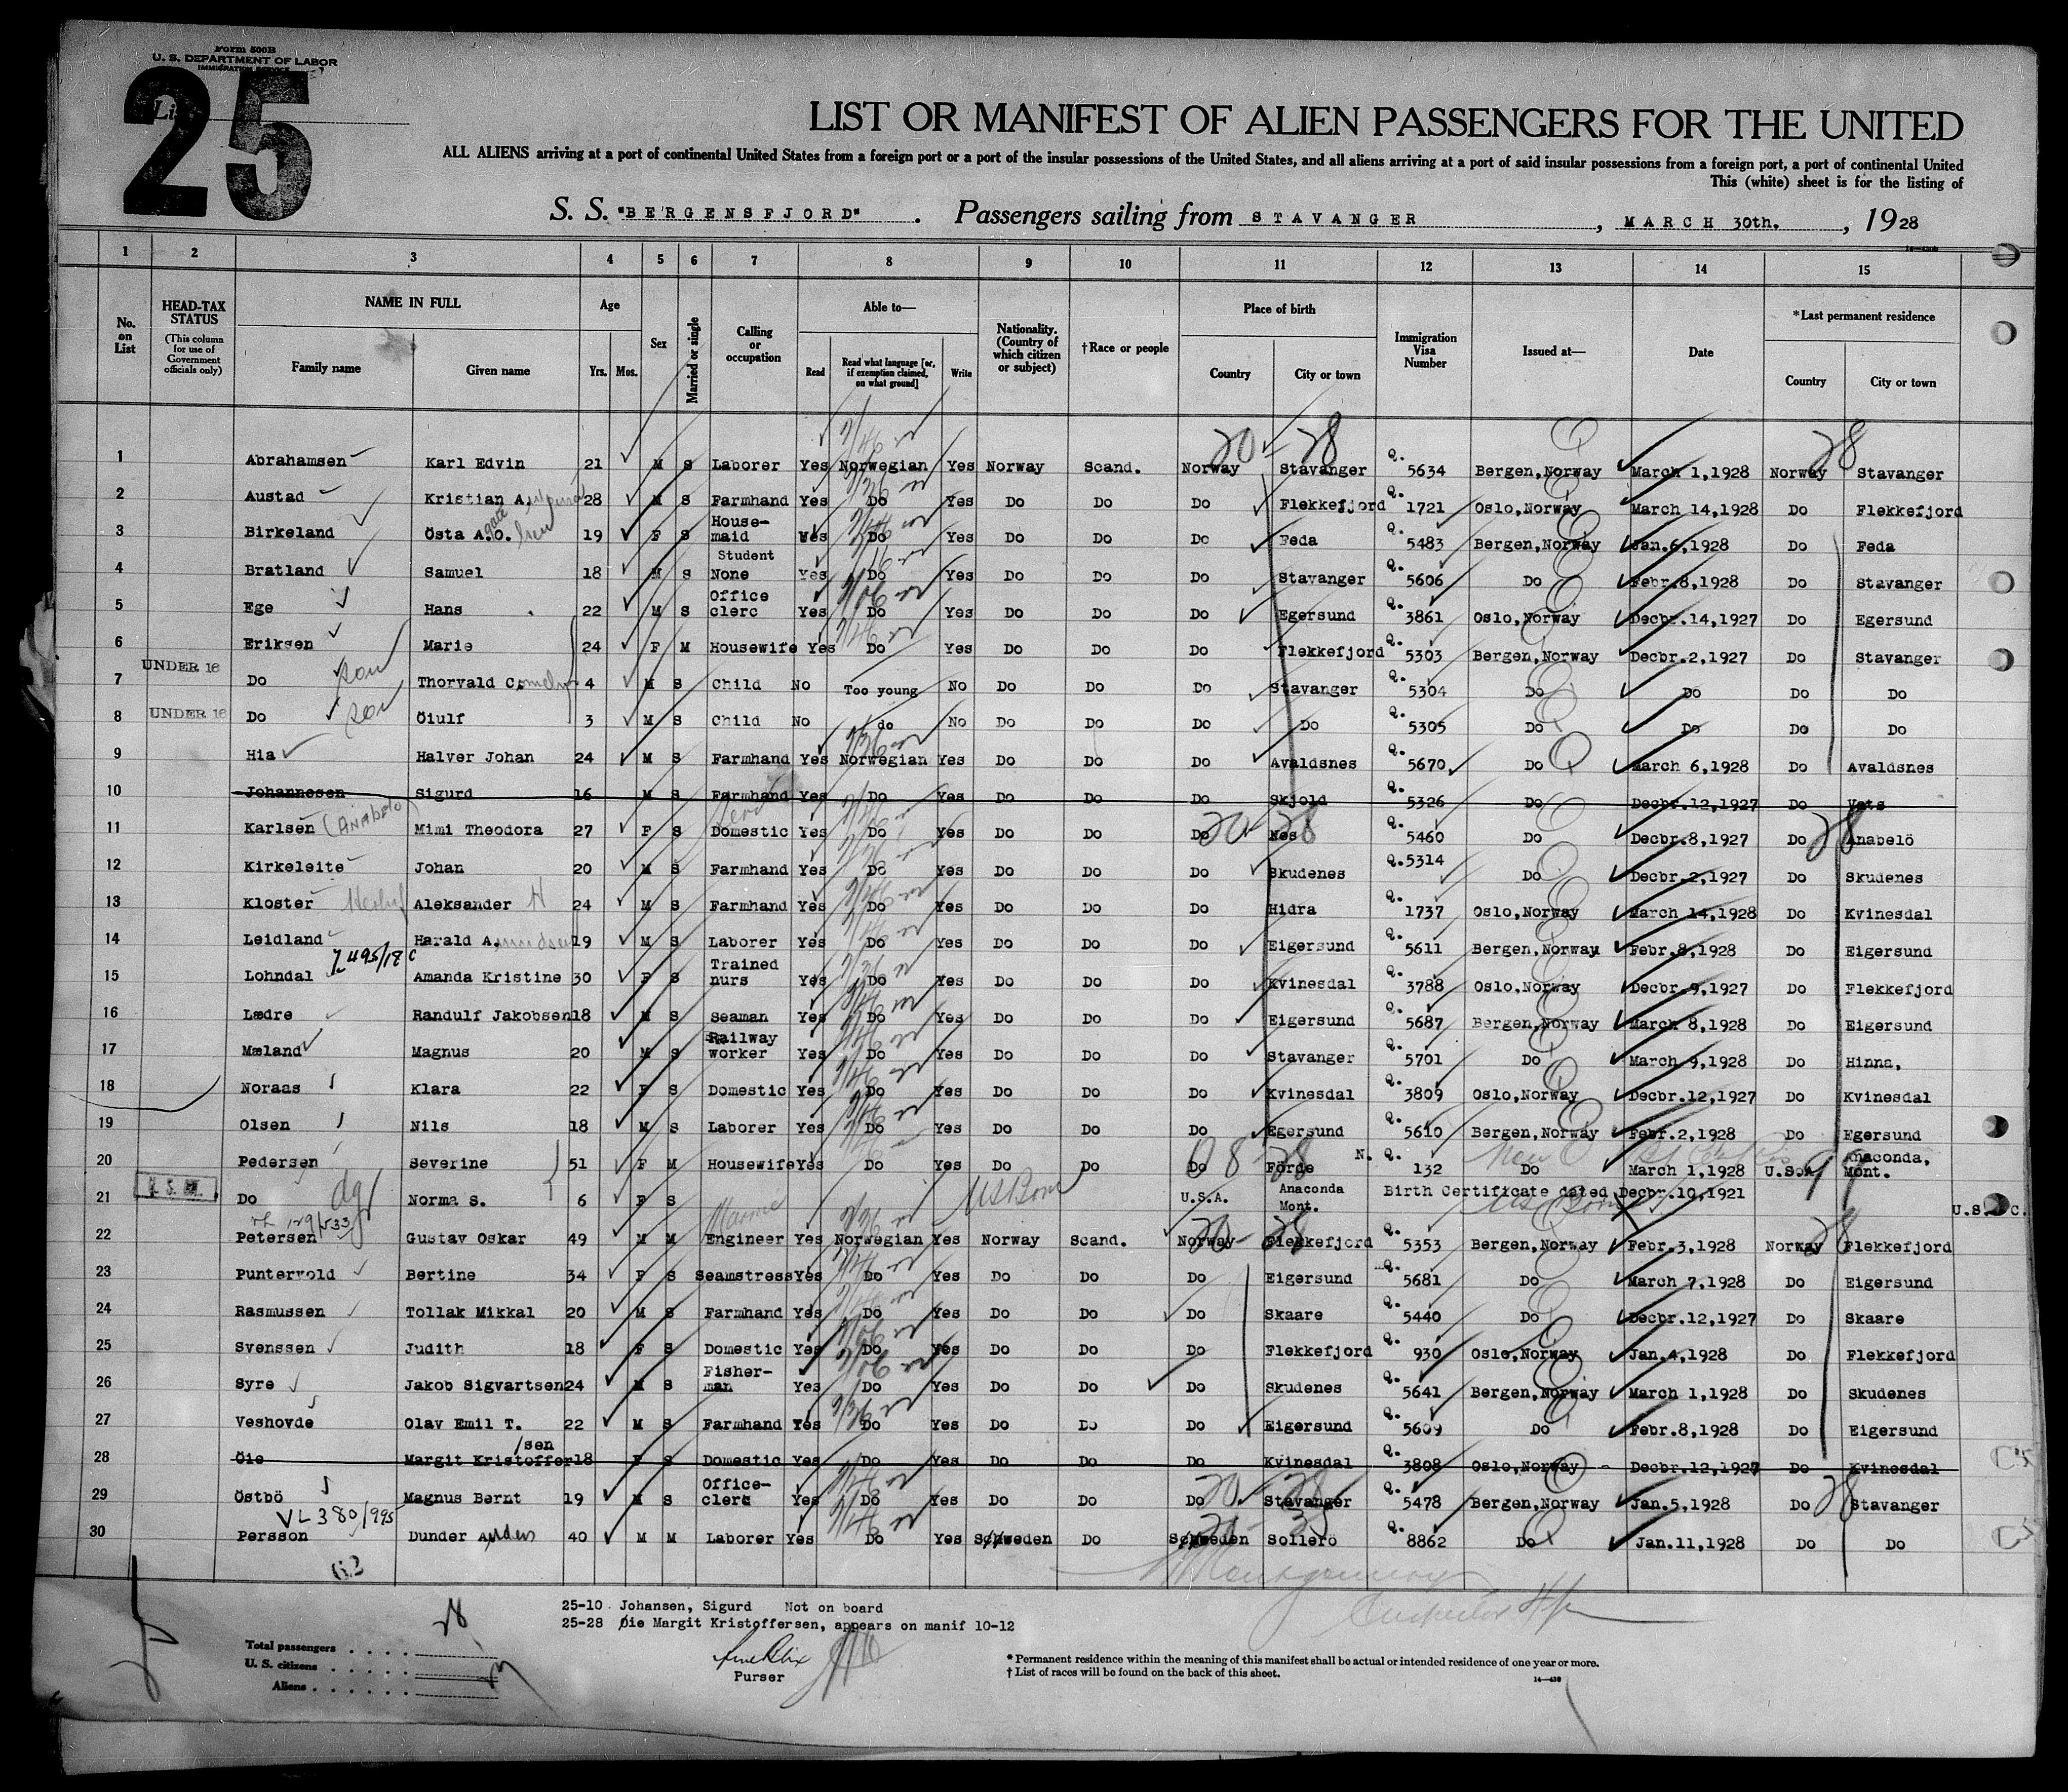 Form 500B
U. S. DEPARTMENT OF LABOR
IMMIGRATION SERVICE
25
LIST OR MANIFEST OF ALIEN PASSENGERS FOR THE UNITED
ALL ALIENS arriving at a port of continental United States from a foreign port or a port of the insular possessions of the United States, and all aliens arriving at a port of said insular possessions from a foreign port, a port of continental United
This (white) sheet is for the listing of
S. S. "BERGENSFJORD". Passengers sailing from STAVANGER, MARCH 30th., 1928
1 2 3 4 5 6 7 8 9 10 11 12 13 14 15
No. on List
HEAD-TAX STATUS (This column for use of Government officials only)
NAME IN FULL
Family name
Given name
Age
Yrs. Mos.
Sex
Married or single
Calling or occupation
Able to—
Read
Read what language [or, if exemption claimed, on what ground]
Write
Nationality. (Country of which citizen or subject)
†Race or people
Place of birth
Country
City or town
Immigration Visa Number
Issued at—
Date
*Last permanent residence
Country
City or town
1 Abrahamsen Karl Edvin 21 M S Laborer Yes Norwegian Yes Norway Scand. Norway Stavanger Q. 5634 Bergen,Norway March 1,1928 Norway Stavanger
2 Austad Kristian A. 28 M S Farmhand Yes Do Yes Do Do Do Flekkefjord Q. 1721 Oslo,Norway March 14,1928 Do Flekkefjord
3 Birkeland Östa A.O. 19 F S House-maid Yes Do Yes Do Do Do Feda Q. 5483 Bergen,Norway Jan.6,1928 Do Feda
4 Bratland Samuel 18 M S Student None Yes Do Yes Do Do Do Stavanger Q. 5606 Do Febr.8,1928 Do Stavanger
5 Ege Hans 22 M S Office clerc Yes Do Yes Do Do Do Egersund Q. 3861 Oslo,Norway Decbr.14,1927 Do Egersund
6 Eriksen Marie 24 F M Housewife Yes Do Yes Do Do Do Flekkefjord Q. 5303 Bergen,Norway Decbr.2,1927 Do Stavanger
UNDER 16
7 Do son Thorvald C. 4 M S Child No Too young No Do Do Do Stavanger Q. 5304 Do Do Do Do
8 UNDER 16 Do son Öiulf 3 M S Child No do No Do Do Do Do Q. 5305 Do Do Do Do
9 Hia Halver Johan 24 M S Farmhand Yes Norwegian Yes Do Do Do Avaldsnes Q. 5670 Do March 6,1928 Do Avaldsnes
10 Johannesen Sigurd 16 M S Farmhand Yes Do Yes Do Do Do Skjold Q. 5326 Do Decbr.12,1927 Do Vats
11 Karlsen (Anabelo) Mimi Theodora 27 F S Domestic Yes Do Yes Do Do Do Nes Q. 5460 Do Decbr.8,1927 Do Anabelö
12 Kirkeleite Johan 20 M S Farmhand Yes Do Yes Do Do Do Skudenes Q.5314 Do Decbr.2,1927 Do Skudenes
13 Kloster Aleksander 24 M S Farmhand Yes Do Yes Do Do Do Hidra Q. 1737 Oslo,Norway March 14,1928 Do Kvinesdal
14 Leidland Harald A. 19 M S Laborer Yes Do Yes Do Do Do Eigersund Q. 5611 Bergen,Norway Febr.8,1928 Do Eigersund
15 Lohndal Amanda Kristine 30 F S Trained nurs Yes Do Yes Do Do Do Kvinesdal Q. 3788 Oslo,Norway Decbr.9,1927 Do Flekkefjord
16 Lædre Randulf Jakobsen 18 M S Seaman Yes Do Yes Do Do Do Eigersund Q. 5687 Bergen,Norway March 8,1928 Do Eigersund
17 Mæland Magnus 20 M S Railway worker Yes Do Yes Do Do Do Stavanger Q. 5701 Do March 9,1928 Do Hinna,
18 Noraas Klara 22 F S Domestic Yes Do Yes Do Do Do Kvinesdal Q. 3809 Oslo,Norway Decbr.12,1927 Do Kvinesdal
19 Olsen Nils 18 M S Laborer Yes Do Yes Do Do Do Egersund Q. 5610 Bergen,Norway Febr.2,1928 Do Egersund
20 Pedersen Severine 51 F M Housewife Yes Do Yes Do Do Do Förde N. Q. 132 Do March 1,1928 U.S.A. Anaconda, Mont.
21 Do Norma S. 6 F S US Born U.S.A. Anaconda Mont. Birth Certificate dated Decbr.10,1921 U.S. C.
22 Petersen Gustav Oskar 49 M M Engineer Yes Norwegian Yes Norway Scand. Norway Flekkefjord Q. 5353 Bergen,Norway Febr.3,1928 Norway Flekkefjord
23 Puntervold Bertine 34 F S Seamstress Yes Do Yes Do Do Do Eigersund Q. 5681 Do March 7,1928 Do Eigersund
24 Rasmussen Tollak Mikkal 20 M S Farmhand Yes Do Yes Do Do Do Skaare Q. 5440 Do Decbr.12,1927 Do Skaare
25 Svenssen Judith 18 F S Domestic Yes Do Yes Do Do Do Flekkefjord Q. 930 Oslo,Norway Jan.4,1928 Do Flekkefjord
26 Syre Jakob Sigvartsen 24 M S Fisher-man Yes Do Yes Do Do Do Skudenes Q. 5641 Bergen,Norway March 1,1928 Do Skudenes
27 Veshovde Olav Emil T. 22 M S Farmhand Yes Do Yes Do Do Do Eigersund Q. 5609 Do Febr.8,1928 Do Eigersund
28 Öie Margit Kristoffer/sen 18 F S Domestic Yes Do Yes Do Do Do Kvinesdal Q. 3808 Oslo,Norway Decbr.12,1927 Do Kvinesdal
29 Östbö Magnus Bernt 19 M S Office-clerc Yes Do Yes Do Do Do Stavanger Q. 5478 Bergen,Norway Jan.5,1928 Do Stavanger
VL 380/995
30 Persson Dunder Anders 40 M M Laborer Yes Do Yes Sweden Do Sweden Sollerö Q. 8862 Do Jan.11,1928 Do Do
25-10 Johansen, Sigurd Not on board
25-28 Øie Margit Kristoffersen, appears on manif 10-12
Purser
Total passengers
U. S. citizens
Aliens
* Permanent residence within the meaning of this manifest shall be actual or intended residence of one year or more.
† List of races will be found on the back of this sheet.